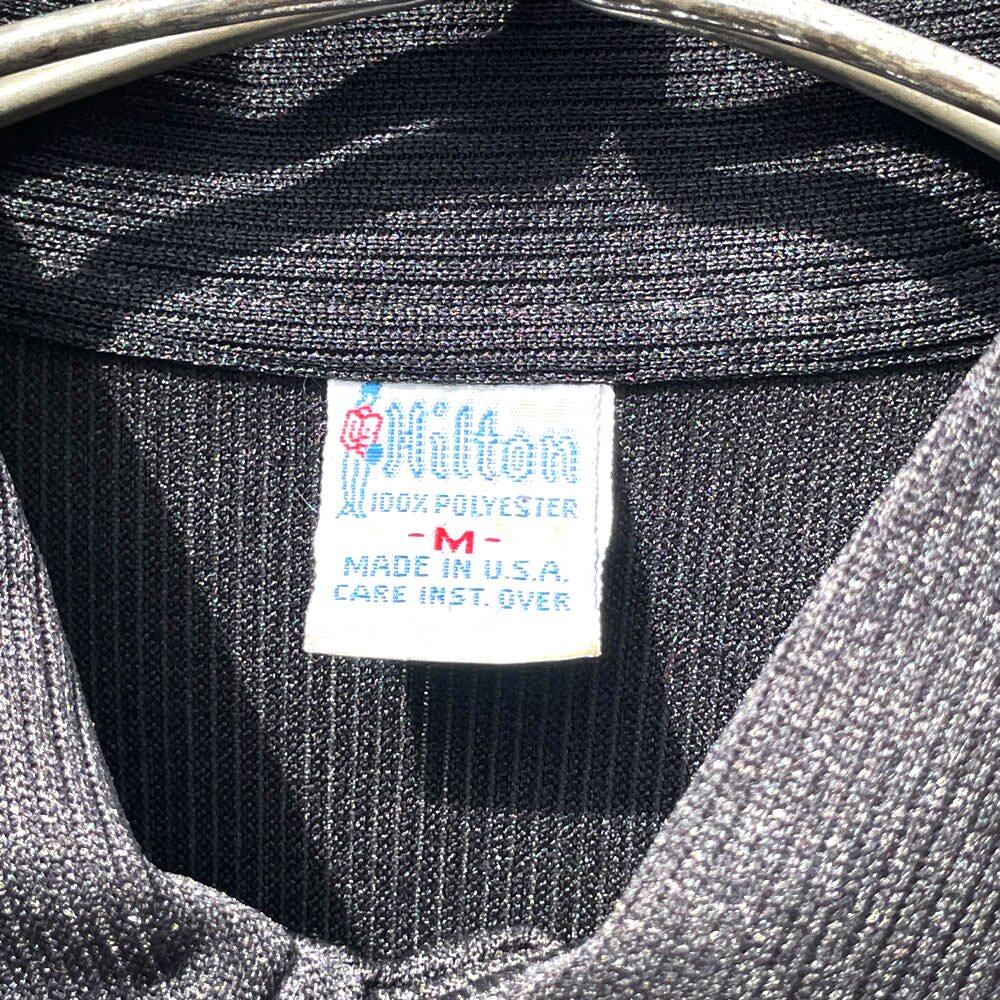 Hilton
100% POLYESTER
-M-
MADE IN U.S.A.
CARE INST. OVER